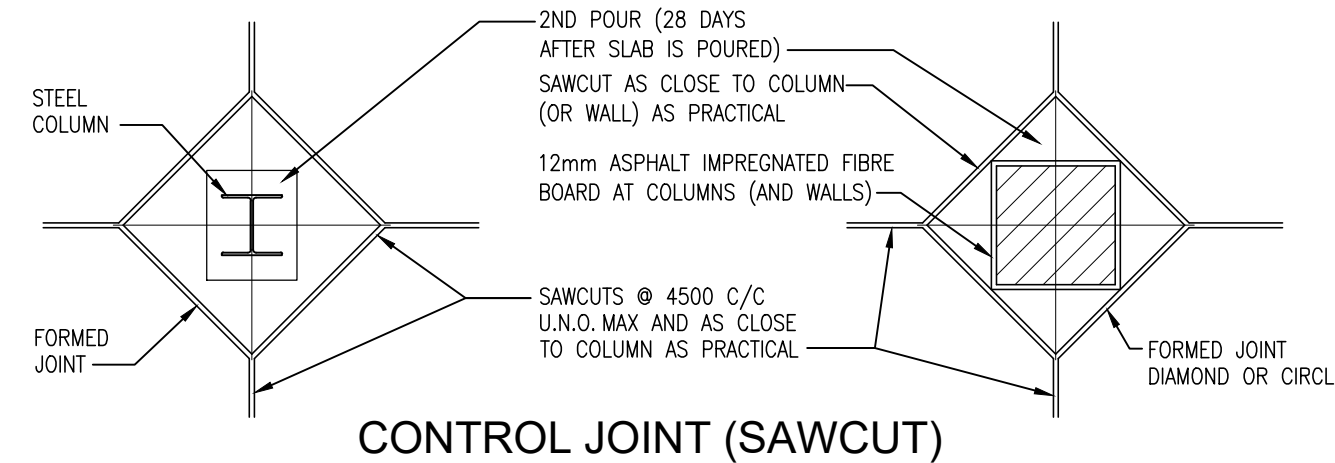 2ND POUR (28 DAYS
AFTER SLAB IS POURED)
SAWCUT AS CLOSE TO COLUMN
(OR WALL) AS PRACTICAL
STEEL
COLUMN
12mm ASPHALT IMPREGNATED FIBRE
BOARD AT COLUMNS (AND WALLS)
SAWCUTS @ 4500 C/C
U.N.O. MAX AND AS CLOSE
TO COLUMN AS PRACTICAL
FORMED
JOINT
FORMED JOINT
DIAMOND OR CIRCL
CONTROL JOINT (SAWCUT)